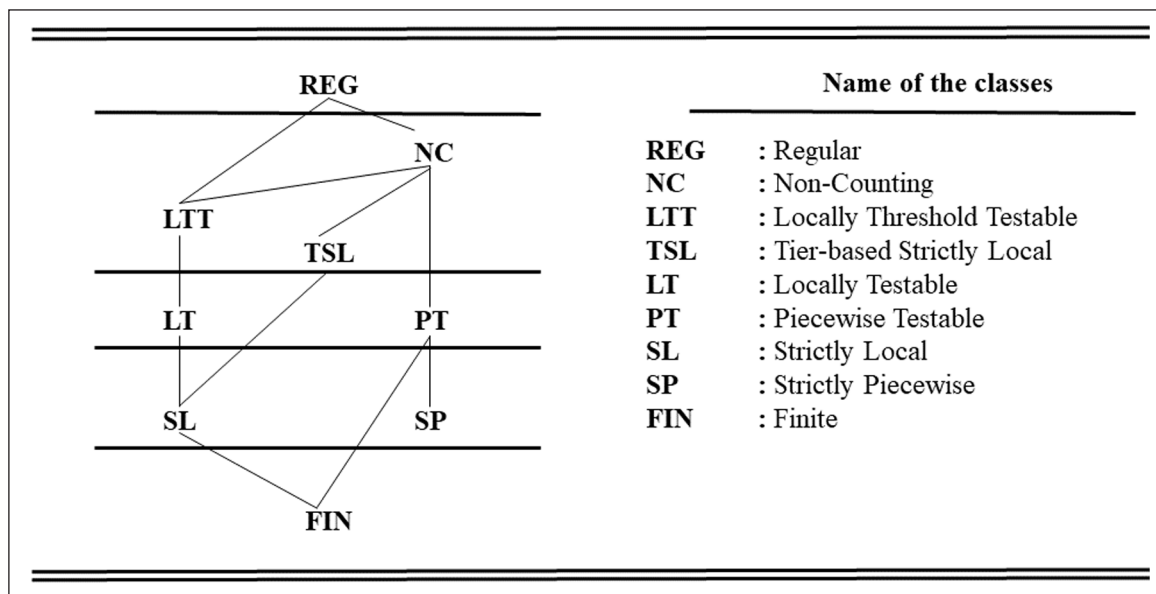 REG
NC
LTT
TSL
LT PT
SL SP
FIN
Name of the classes
REG : Regular
NC : Non-Counting
LTT : Locally Threshold Testable
TSL : Tier-based Strictly Local
LT : Locally Testable
PT : Piecewise Testable
SL : Strictly Local
SP : Strictly Piecewise
FIN : Finite